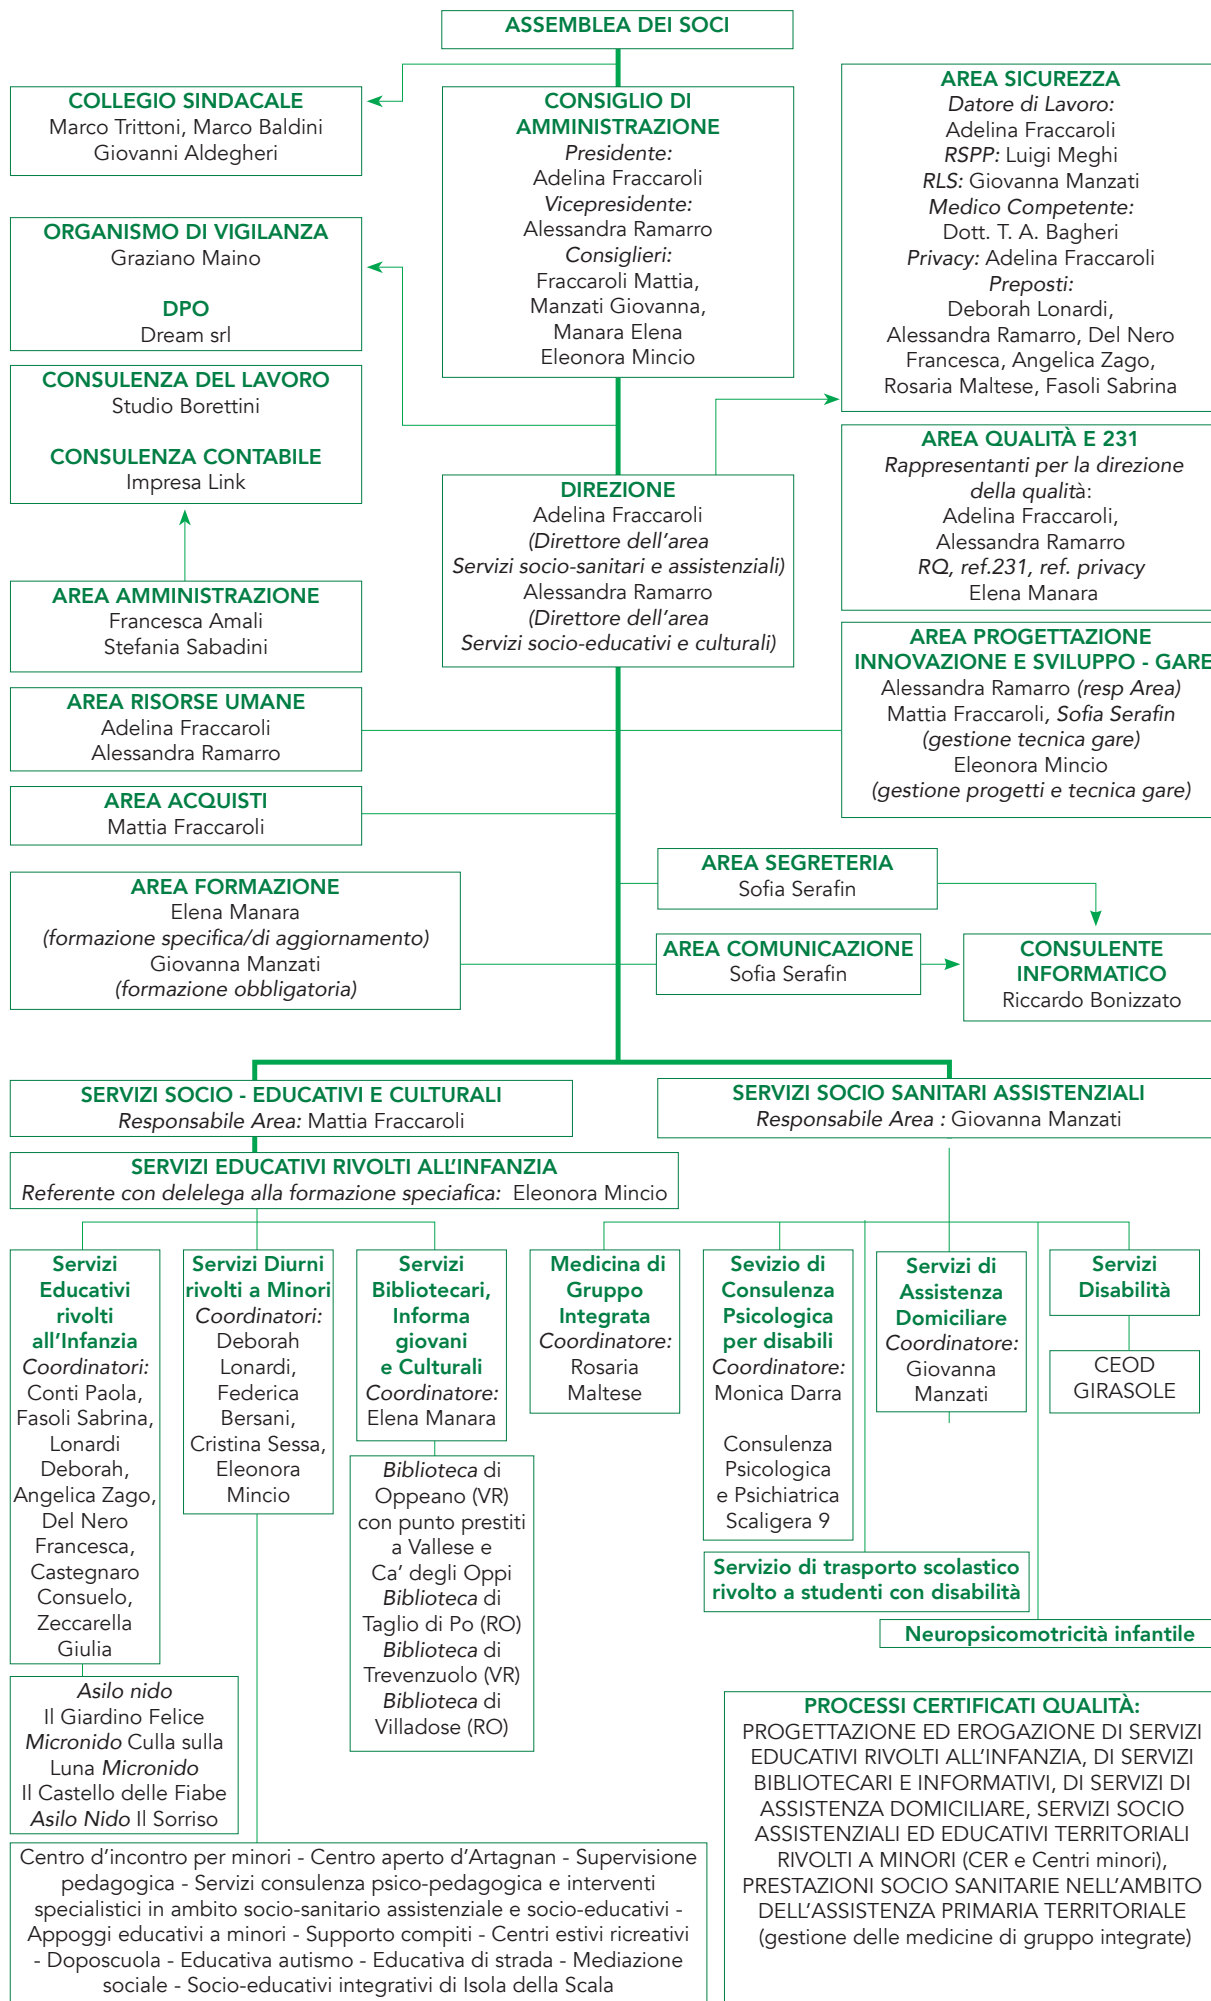 ASSEMBLEA DEI SOCI
COLLEGIO SINDACALE
Marco Trittoni, Marco Baldini
Giovanni Aldegheri
CONSIGLIO DI
AMMINISTRAZIONE
Presidente:
Adelina Fraccaroli
Vicepresidente:
Alessandra Ramarro
Consiglieri:
Fraccaroli Mattia,
Manzati Giovanna,
Manara Elena
Eleonora Mincio
AREA SICUREZZA
Datore di Lavoro:
Adelina Fraccaroli
RSPP: Luigi Meghi
RLS: Giovanna Manzati
Medico Competente:
Dott. T. A. Bagheri
Privacy: Adelina Fraccaroli
Preposti:
Deborah Lonardi,
Alessandra Ramarro, Del Nero
Francesca, Angelica Zago,
Rosaria Maltese, Fasoli Sabrina
ORGANISMO DI VIGILANZA
Graziano Maino
DPO
Dream srl
CONSULENZA DEL LAVORO
Studio Borettini
CONSULENZA CONTABILE
Impresa Link
AREA QUALITÀ E 231
Rappresentanti per la direzione
della qualità:
Adelina Fraccaroli,
Alessandra Ramarro
RQ, ref.231, ref. privacy
Elena Manara
DIREZIONE
Adelina Fraccaroli
(Direttore dell'area
Servizi socio-sanitari e assistenziali)
Alessandra Ramarro
(Direttore dell'area
Servizi socio-educativi e culturali)
AREA AMMINISTRAZIONE
Francesca Amali
Stefania Sabadini
AREA PROGETTAZIONE
INNOVAZIONE E SVILUPPO - GARE
Alessandra Ramarro (resp Area)
Mattia Fraccaroli, Sofia Serafin
(gestione tecnica gare)
Eleonora Mincio
(gestione progetti e tecnica gare)
AREA RISORSE UMANE
Adelina Fraccaroli
Alessandra Ramarro
AREA ACQUISTI
Mattia Fraccaroli
AREA SEGRETERIA
Sofia Serafin
AREA FORMAZIONE
Elena Manara
(formazione specifica/di aggiornamento)
Giovanna Manzati
(formazione obbligatoria)
AREA COMUNICAZIONE
Sofia Serafin
CONSULENTE
INFORMATICO
Riccardo Bonizzato
SERVIZI SOCIO - EDUCATIVI E CULTURALI
Responsabile Area: Mattia Fraccaroli
SERVIZI SOCIO SANITARI ASSISTENZIALI
Responsabile Area : Giovanna Manzati
SERVIZI EDUCATIVI RIVOLTI ALL'INFANZIA
Referente con delelega alla formazione speciafica: Eleonora Mincio
Servizi
Educativi
rivolti
all'Infanzia
Coordinatori:
Conti Paola,
Fasoli Sabrina,
Lonardi
Deborah,
Angelica Zago,
Del Nero
Francesca,
Castegnaro
Consuelo,
Zeccarella
Giulia
Servizi Diurni
rivolti a Minori
Coordinatori:
Deborah
Lonardi,
Federica
Bersani,
Cristina Sessa,
Eleonora
Mincio
Servizi
Bibliotecari,
Informa
giovani
e Culturali
Coordinatore:
Elena Manara
Medicina di
Gruppo
Integrata
Coordinatore:
Rosaria
Maltese
Sevizio di
Consulenza
Psicologica
per disabili
Coordinatore:
Monica Darra
Consulenza
Psicologica
e Psichiatrica
Scaligera 9
Servizi di
Assistenza
Domiciliare
Coordinatore:
Giovanna
Manzati
Servizi
Disabilità
CEOD
GIRASOLE
Biblioteca di
Oppeano (VR)
con punto prestiti
a Vallese e
Ca' degli Oppi
Biblioteca di
Taglio di Po (RO)
Biblioteca di
Trevenzuolo (VR)
Biblioteca di
Villadose (RO)
Servizio di trasporto scolastico
rivolto a studenti con disabilità
Neuropsicomotricità infantile
Asilo nido
Il Giardino Felice
Micronido Culla sulla
Luna Micronido
Il Castello delle Fiabe
Asilo Nido Il Sorriso
PROCESSI CERTIFICATI QUALITÀ:
PROGETTAZIONE ED EROGAZIONE DI SERVIZI
EDUCATIVI RIVOLTI ALL'INFANZIA, DI SERVIZI
BIBLIOTECARI E INFORMATIVI, DI SERVIZI DI
ASSISTENZA DOMICILIARE, SERVIZI SOCIO
ASSISTENZIALI ED EDUCATIVI TERRITORIALI
RIVOLTI A MINORI (CER e Centri minori),
PRESTAZIONI SOCIO SANITARIE NELL'AMBITO
DELL'ASSISTENZA PRIMARIA TERRITORIALE
(gestione delle medicine di gruppo integrate)
Centro d'incontro per minori - Centro aperto d'Artagnan - Supervisione
pedagogica - Servizi consulenza psico-pedagogica e interventi
specialistici in ambito socio-sanitario assistenziale e socio-educativi -
Appoggi educativi a minori - Supporto compiti - Centri estivi ricreativi
- Doposcuola - Educativa autismo - Educativa di strada - Mediazione
sociale - Socio-educativi integrativi di Isola della Scala